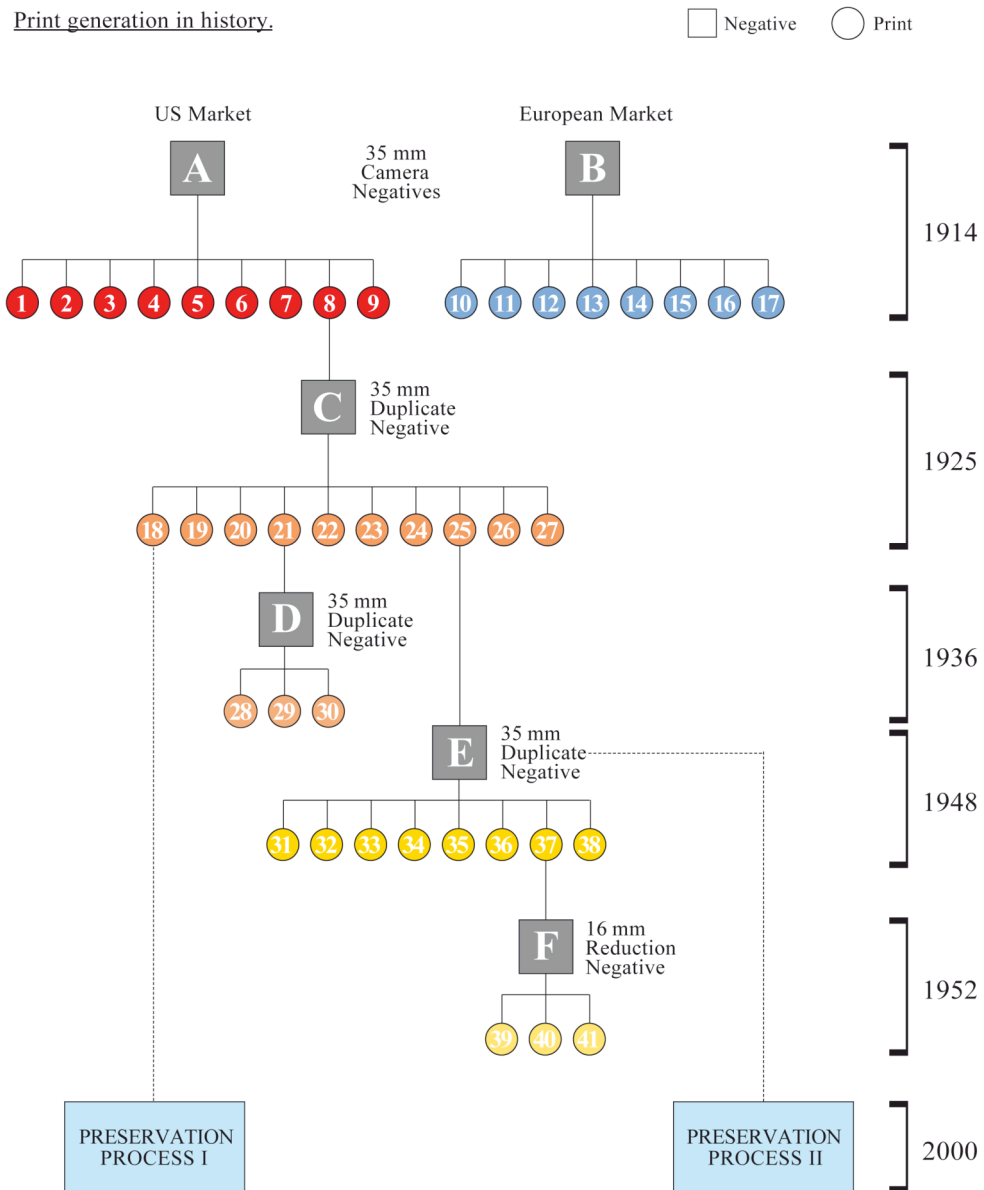 Print generation in history.
Negative
Print
US Market
European Market
A
35 mm
Camera
Negatives
B
1914
1 2 3 4 5 6 7 8 9
10 11 12 13 14 15 16 17
C
35 mm
Duplicate
Negative
1925
18 19 20 21 22 23 24 25 26 27
D
35 mm
Duplicate
Negative
1936
28 29 30
E
35 mm
Duplicate
Negative
1948
31 32 33 34 35 36 37 38
F
16 mm
Reduction
Negative
1952
39 40 41
PRESERVATION
PROCESS I
PRESERVATION
PROCESS II
2000